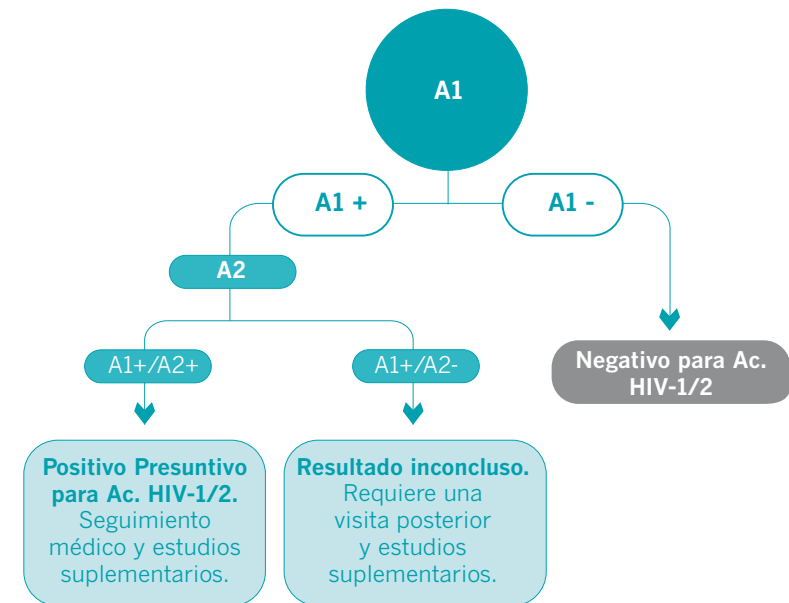 A1
A1 +
A1 -
A2
A1+/A2+
A1+/A2-
Negativo para Ac.
HIV-1/2
Positivo Presuntivo
para Ac. HIV-1/2.
Seguimiento
médico y estudios
suplementarios.
Resultado inconcluso.
Requiere una
visita posterior
y estudios
suplementarios.